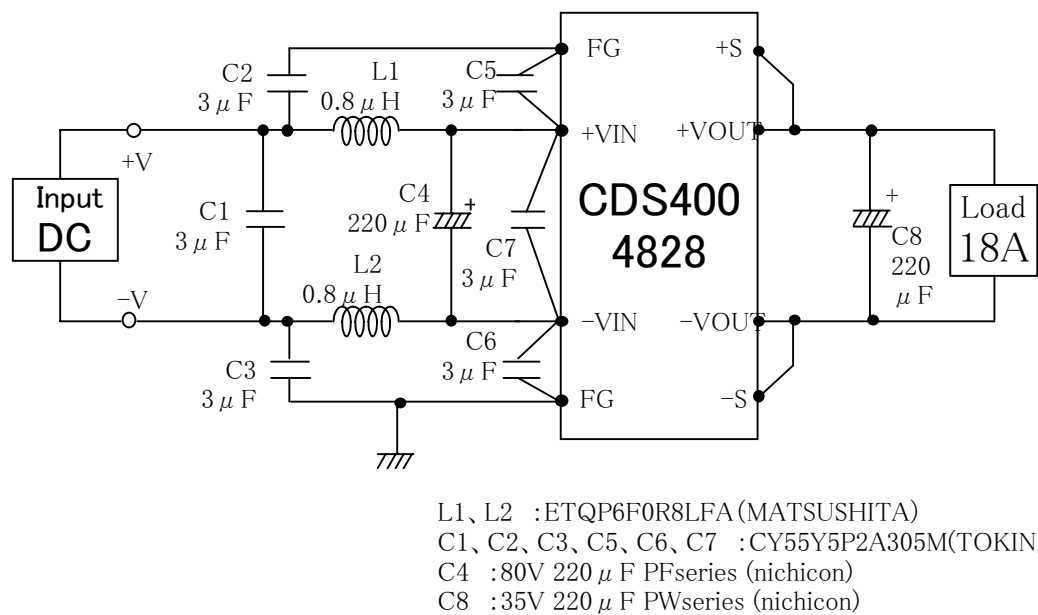 FG
+S
C2
3μF
L1
0.8μH
C5
3μF
+V
+VIN
+VOUT
Input
DC
C1
3μF
C4
220μF
+
C7
3μF
CDS400
4828
+
C8
220
μF
Load
18A
L2
0.8μH
−V
−VIN
−VOUT
C3
3μF
C6
3μF
FG
−S
L1、L2 :ETQP6F0R8LFA(MATSUSHITA)
C1、C2、C3、C5、C6、C7 :CY55Y5P2A305M(TOKIN)
C4 :80V 220μF PFseries (nichicon)
C8 :35V 220μF PWseries (nichicon)